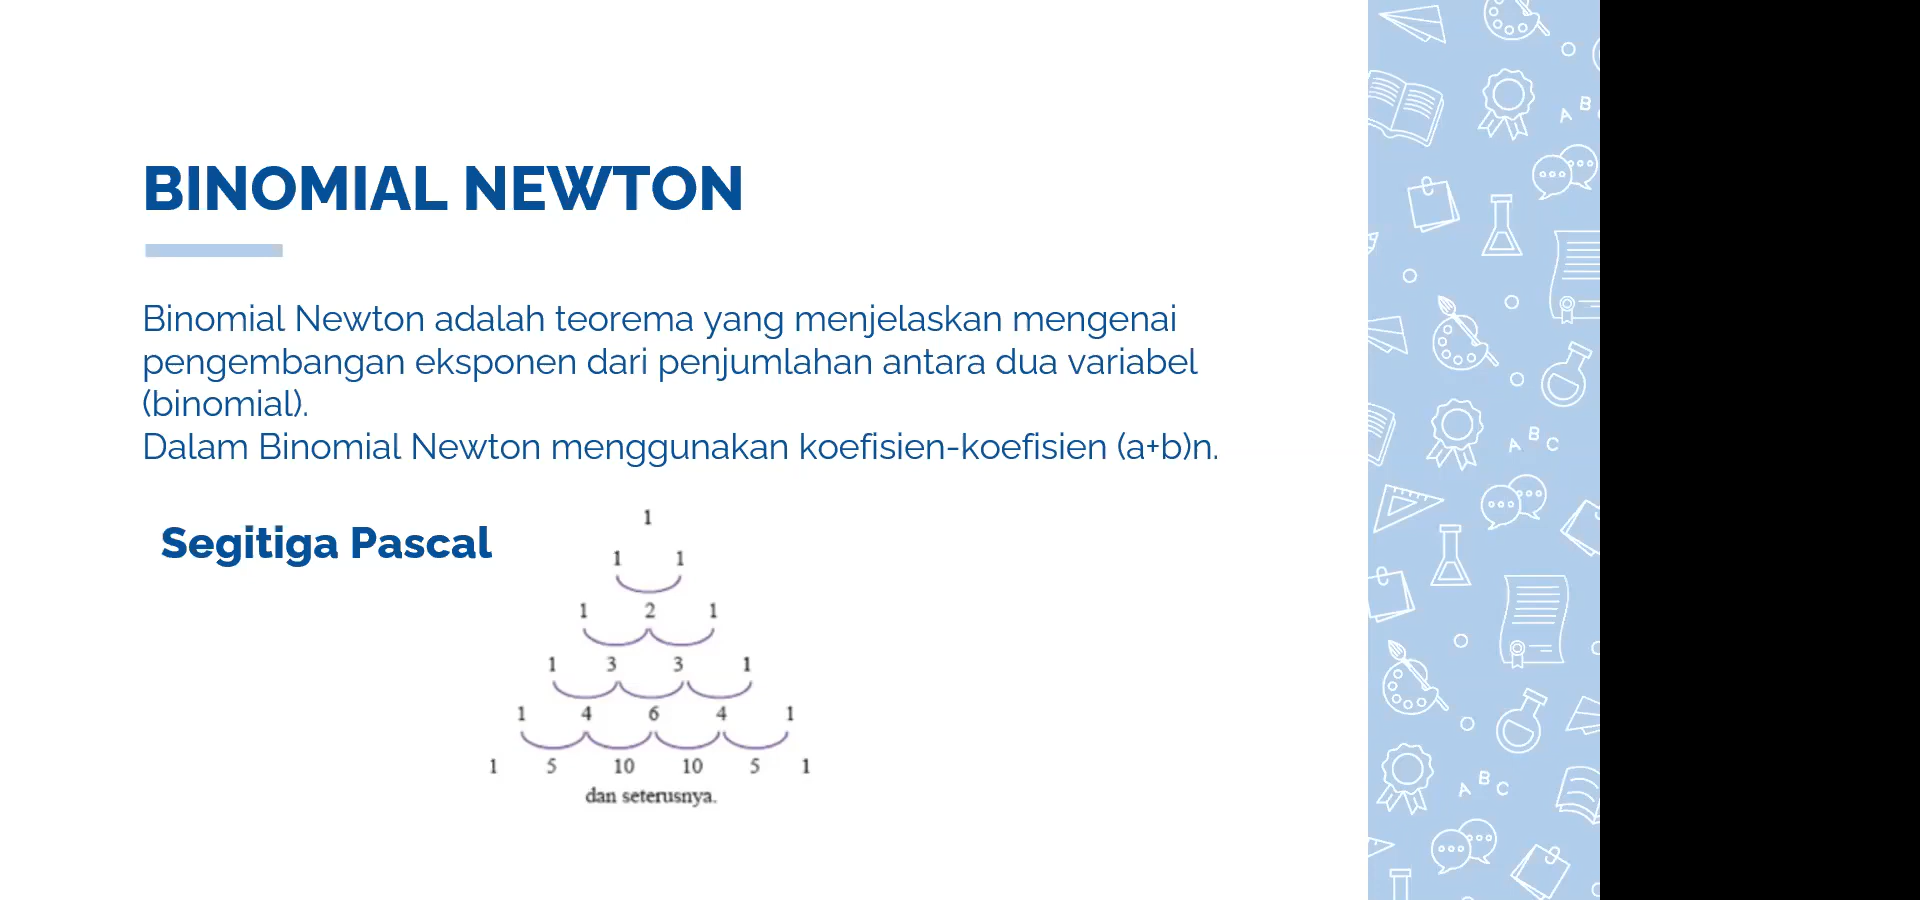 BINOMIAL NEWTON
Binomial Newton adalah teorema yang menjelaskan mengenai
pengembangan eksponen dari penjumlahan antara dua variabel
(binomial).
Dalam Binomial Newton menggunakan koefisien-koefisien (a+b)n.
Segitiga Pascal
1
1 1
1 2 1
1 3 3 1
1 4 6 4 1
1 5 10 10 5 1
dan seterusnya.
A B
A B C
A B C